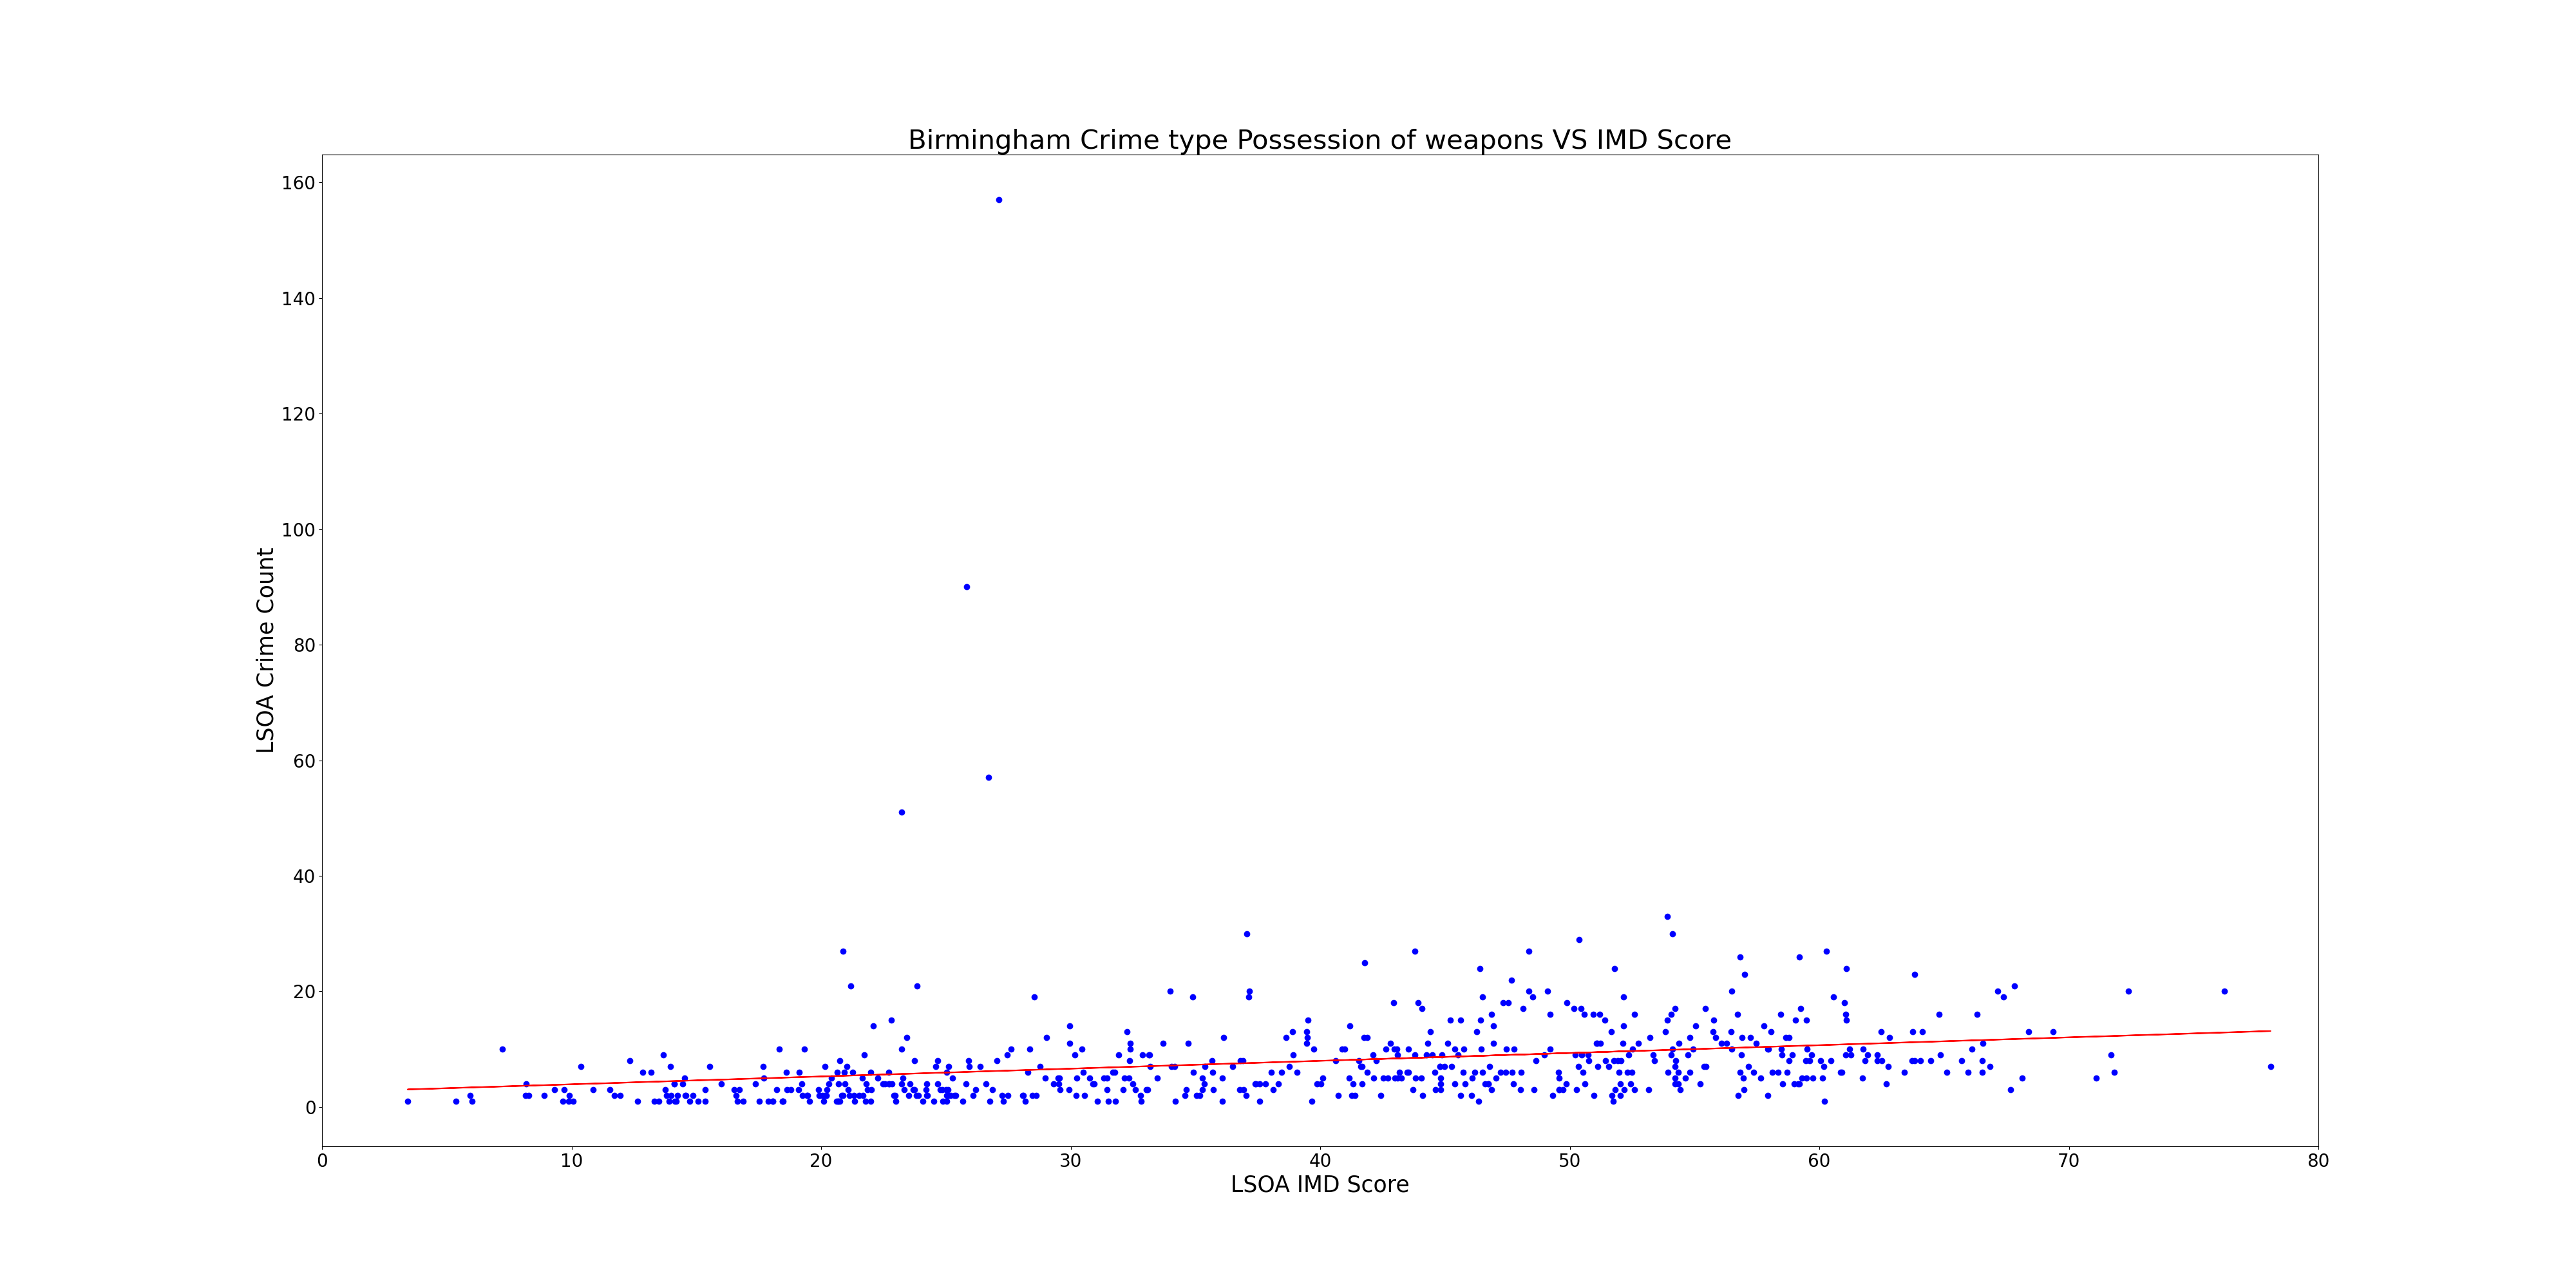 Birmingham Crime type Possession of weapons VS IMD Score
160
140
120
100
80
60
40
20
0
LSOA Crime Count
0 10 20 30 40 50 60 70 80
LSOA IMD Score